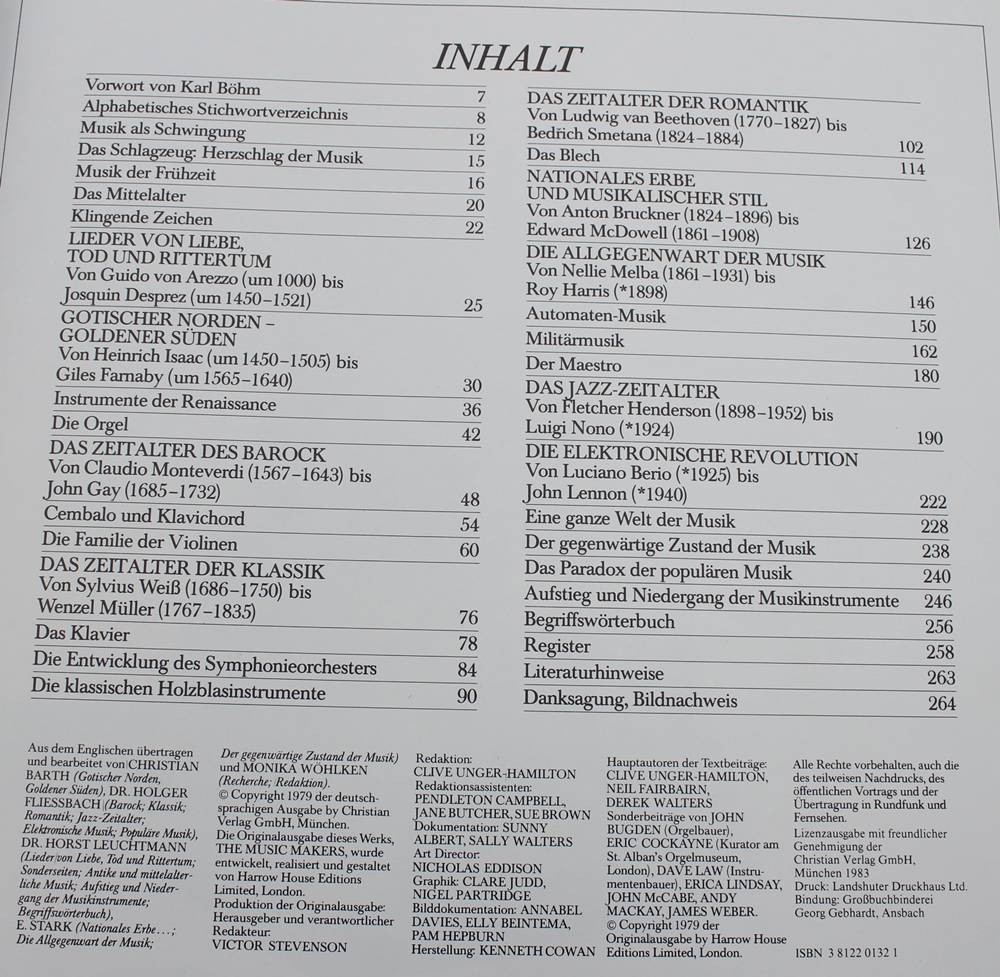 INHALT
Vorwort von Karl Böhm 7
Alphabetisches Stichwortverzeichnis 8
Musik als Schwingung 12
Das Schlagzeug: Herzschlag der Musik 15
Musik der Frühzeit 16
Das Mittelalter 20
Klingende Zeichen 22
LIEDER VON LIEBE,
TOD UND RITTERTUM
Von Guido von Arezzo (um 1000) bis
Josquin Desprez (um 1450–1521) 25
GOTISCHER NORDEN –
GOLDENER SÜDEN
Von Heinrich Isaac (um 1450–1505) bis
Giles Farnaby (um 1565–1640) 30
Instrumente der Renaissance 36
Die Orgel 42
DAS ZEITALTER DES BAROCK
Von Claudio Monteverdi (1567–1643) bis
John Gay (1685–1732) 48
Cembalo und Klavichord 54
Die Familie der Violinen 60
DAS ZEITALTER DER KLASSIK
Von Sylvius Weiß (1686–1750) bis
Wenzel Müller (1767–1835) 76
Das Klavier 78
Die Entwicklung des Symphonieorchesters 84
Die klassischen Holzblasinstrumente 90
DAS ZEITALTER DER ROMANTIK
Von Ludwig van Beethoven (1770–1827) bis
Bedřich Smetana (1824–1884) 102
Das Blech 114
NATIONALES ERBE
UND MUSIKALISCHER STIL
Von Anton Bruckner (1824–1896) bis
Edward McDowell (1861–1908) 126
DIE ALLGEGENWART DER MUSIK
Von Nellie Melba (1861–1931) bis
Roy Harris (*1898) 146
Automaten-Musik 150
Militärmusik 162
Der Maestro 180
DAS JAZZ-ZEITALTER
Von Fletcher Henderson (1898–1952) bis
Luigi Nono (*1924) 190
DIE ELEKTRONISCHE REVOLUTION
Von Luciano Berio (*1925) bis
John Lennon (*1940) 222
Eine ganze Welt der Musik 228
Der gegenwärtige Zustand der Musik 238
Das Paradox der populären Musik 240
Aufstieg und Niedergang der Musikinstrumente 246
Begriffswörterbuch 256
Register 258
Literaturhinweise 263
Danksagung, Bildnachweis 264
Aus dem Englischen übertragen
und bearbeitet von CHRISTIAN
BARTH (Gotischer Norden,
Goldener Süden), DR. HOLGER
FLIESSBACH (Barock; Klassik;
Romantik; Jazz-Zeitalter;
Elektronische Musik; Populäre Musik),
DR. HORST LEUCHTMANN
(Lieder von Liebe, Tod und Rittertum;
Sonderseiten; Antike und mittelalter-
liche Musik; Aufstieg und Nieder-
gang der Musikinstrumente;
Begriffswörterbuch),
E. STARK (Nationales Erbe...;
Die Allgegenwart der Musik;
Der gegenwärtige Zustand der Musik)
und MONIKA WÖHLKEN
(Recherche; Redaktion).
© Copyright 1979 der deutsch-
sprachigen Ausgabe by Christian
Verlag GmbH, München.
Die Originalausgabe dieses Werks,
THE MUSIC MAKERS, wurde
entwickelt, realisiert und gestaltet
von Harrow House Editions
Limited, London.
Produktion der Originalausgabe:
Herausgeber und verantwortlicher
Redakteur:
VICTOR STEVENSON
Redaktion:
CLIVE UNGER-HAMILTON
Redaktionsassistenten:
PENDLETON CAMPBELL,
JANE BUTCHER, SUE BROWN
Dokumentation: SUNNY
ALBERT, SALLY WALTERS
Art Director:
NICHOLAS EDDISON
Graphik: CLARE JUDD,
NIGEL PARTRIDGE
Bilddokumentation: ANNABEL
DAVIES, ELLY BEINTEMA,
PAM HEPBURN
Herstellung: KENNETH COWAN
Hauptautoren der Textbeiträge:
CLIVE UNGER-HAMILTON,
NEIL FAIRBAIRN,
DEREK WALTERS
Sonderbeiträge von JOHN
BUGDEN (Orgelbauer),
ERIC COCKAYNE (Kurator am
St. Alban's Orgelmuseum,
London), DAVE LAW (Instru-
mentenbauer), ERICA LINDSAY,
JOHN McCABE, ANDY
MACKAY, JAMES WEBER.
© Copyright 1979 der
Originalausgabe by Harrow House
Editions Limited, London.
Alle Rechte vorbehalten, auch die
des teilweisen Nachdrucks, des
öffentlichen Vortrags und der
Übertragung in Rundfunk und
Fernsehen.
Lizenzausgabe mit freundlicher
Genehmigung der
Christian Verlag GmbH,
München 1983
Druck: Landshuter Druckhaus Ltd.
Bindung: Großbuchbinderei
Georg Gebhardt, Ansbach
ISBN 3 8122 0132 1